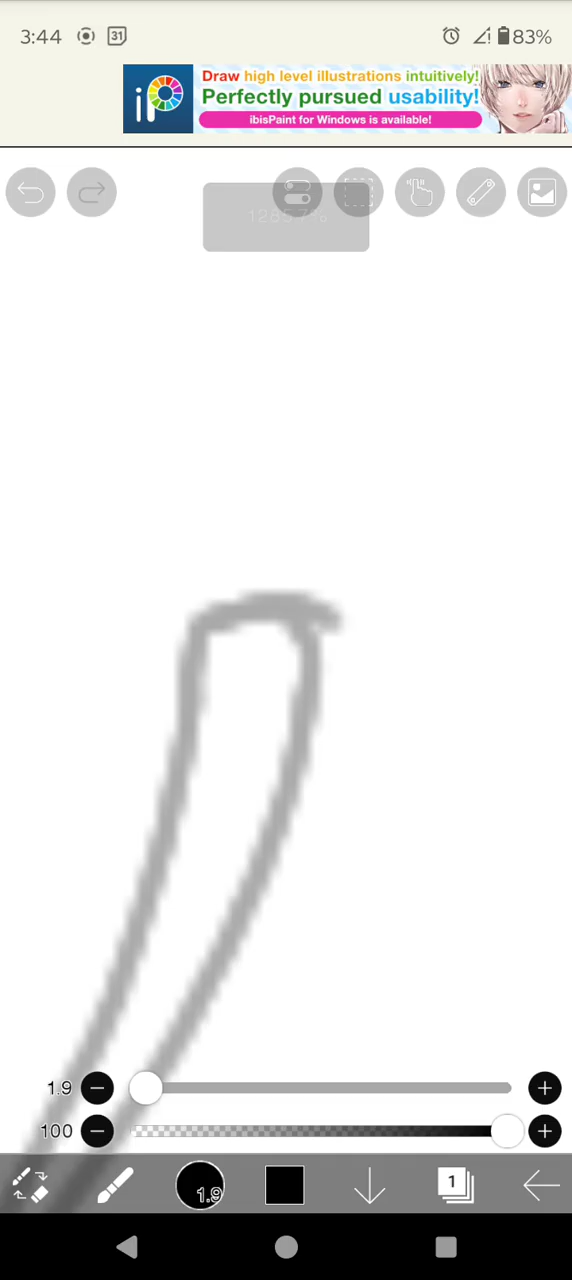 3:44
31
83%
iP
Draw high level illustrations intuitively!
Perfectly pursued usability!
ibisPaint for Windows is available!
1.9
100
1.9
1